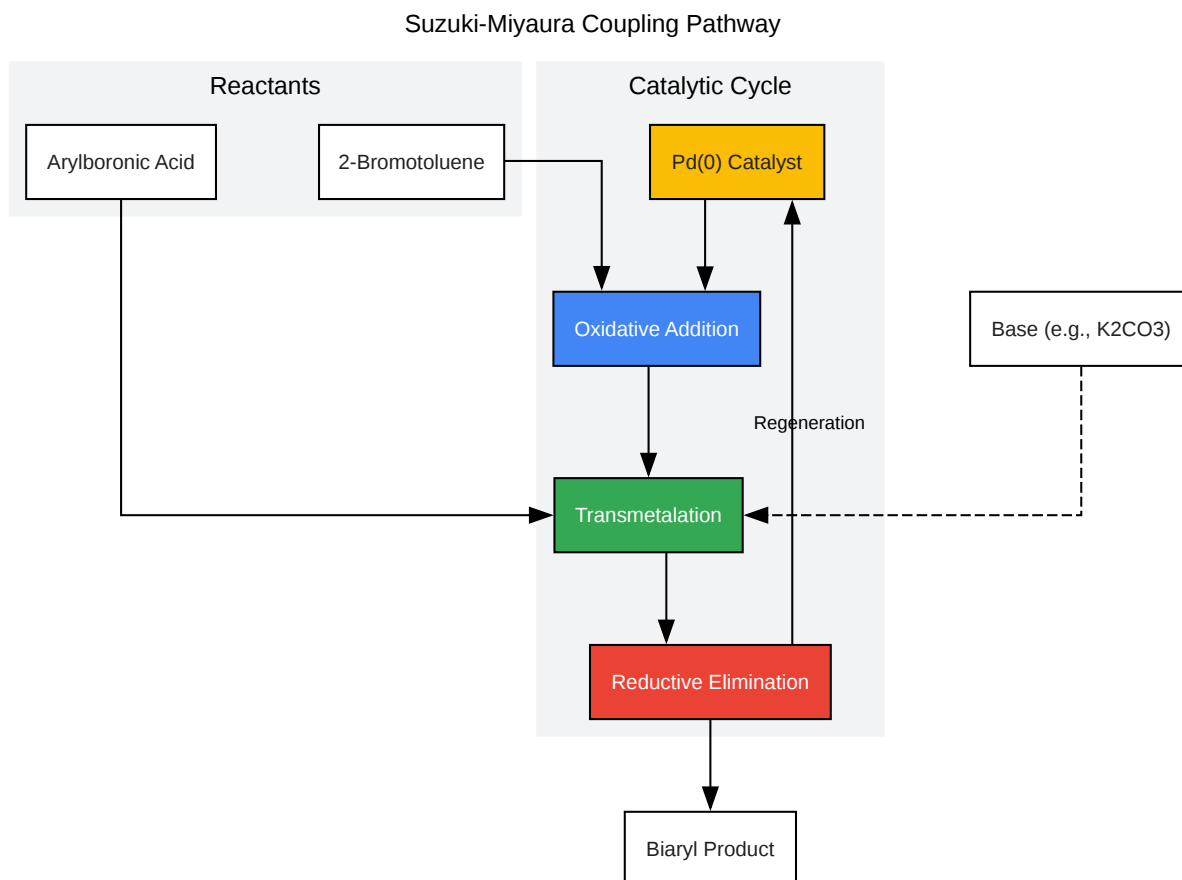 Suzuki-Miyaura Coupling Pathway
Reactants
Catalytic Cycle
Arylboronic Acid
2-Bromotoluene
Pd(0) Catalyst
Oxidative Addition
Base (e.g., K2CO3)
Regeneration
Transmetalation
Reductive Elimination
Biaryl Product